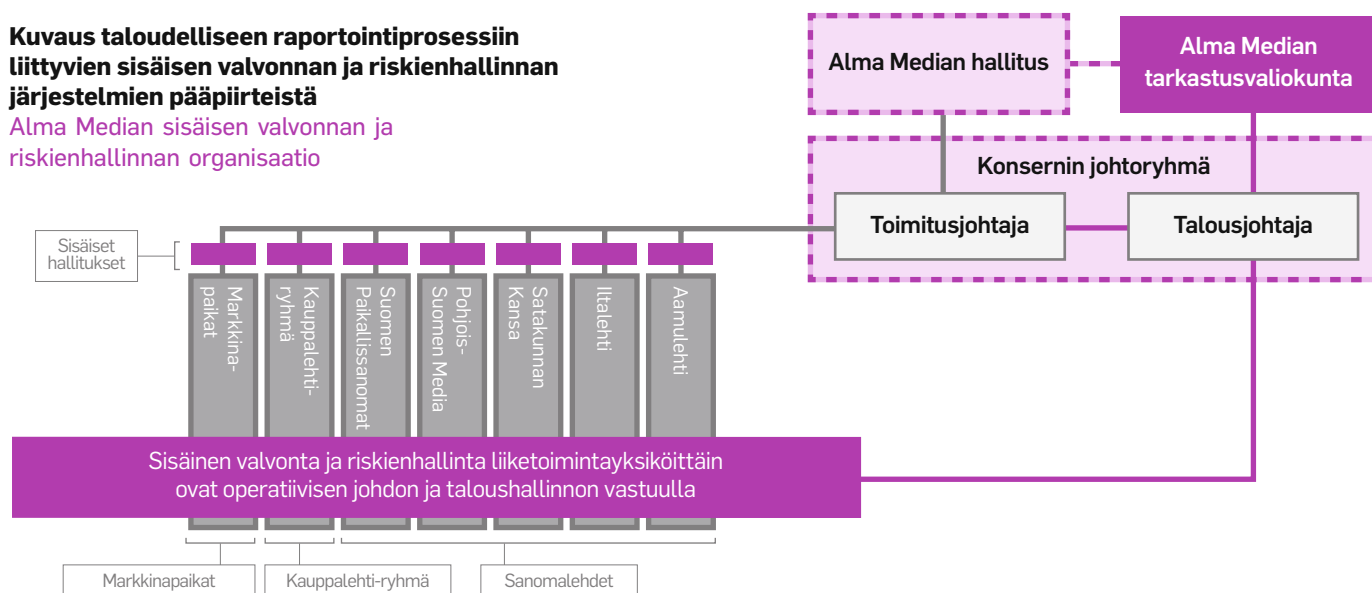 Kuvaus taloudelliseen raportointiprosessiin
liittyvien sisäisen valvonnan ja riskienhallinnan
järjestelmien pääpiirteistä
Alma Median sisäisen valvonnan ja
riskienhallinnan organisaatio
Alma Median hallitus
Alma Median
tarkastusvaliokunta
Konsernin johtoryhmä
Toimitusjohtaja
Talousjohtaja
Sisäiset
hallitukset
Markkina-
paikat
Kauppalehti-
ryhmä
Suomen
Paikallissanomat
Pohjois-
Suomen Media
Satakunnan
Kansa
Iltalehti
Aamulehti
Sisäinen valvonta ja riskienhallinta liiketoimintayksiköittäin
ovat operatiivisen johdon ja taloushallinnon vastuulla
Markkinapaikat
Kauppalehti-ryhmä
Sanomalehdet